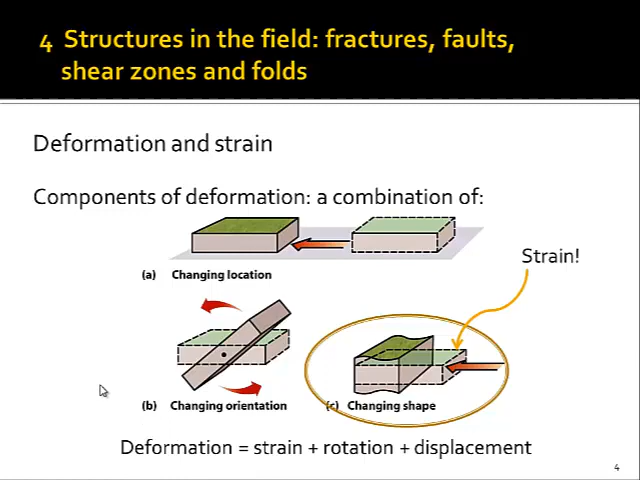 4 Structures in the field: fractures, faults,
shear zones and folds
Deformation and strain
Components of deformation: a combination of:
Strain!
(a) Changing location
(b) Changing orientation
(c) Changing shape
Deformation = strain + rotation + displacement
4